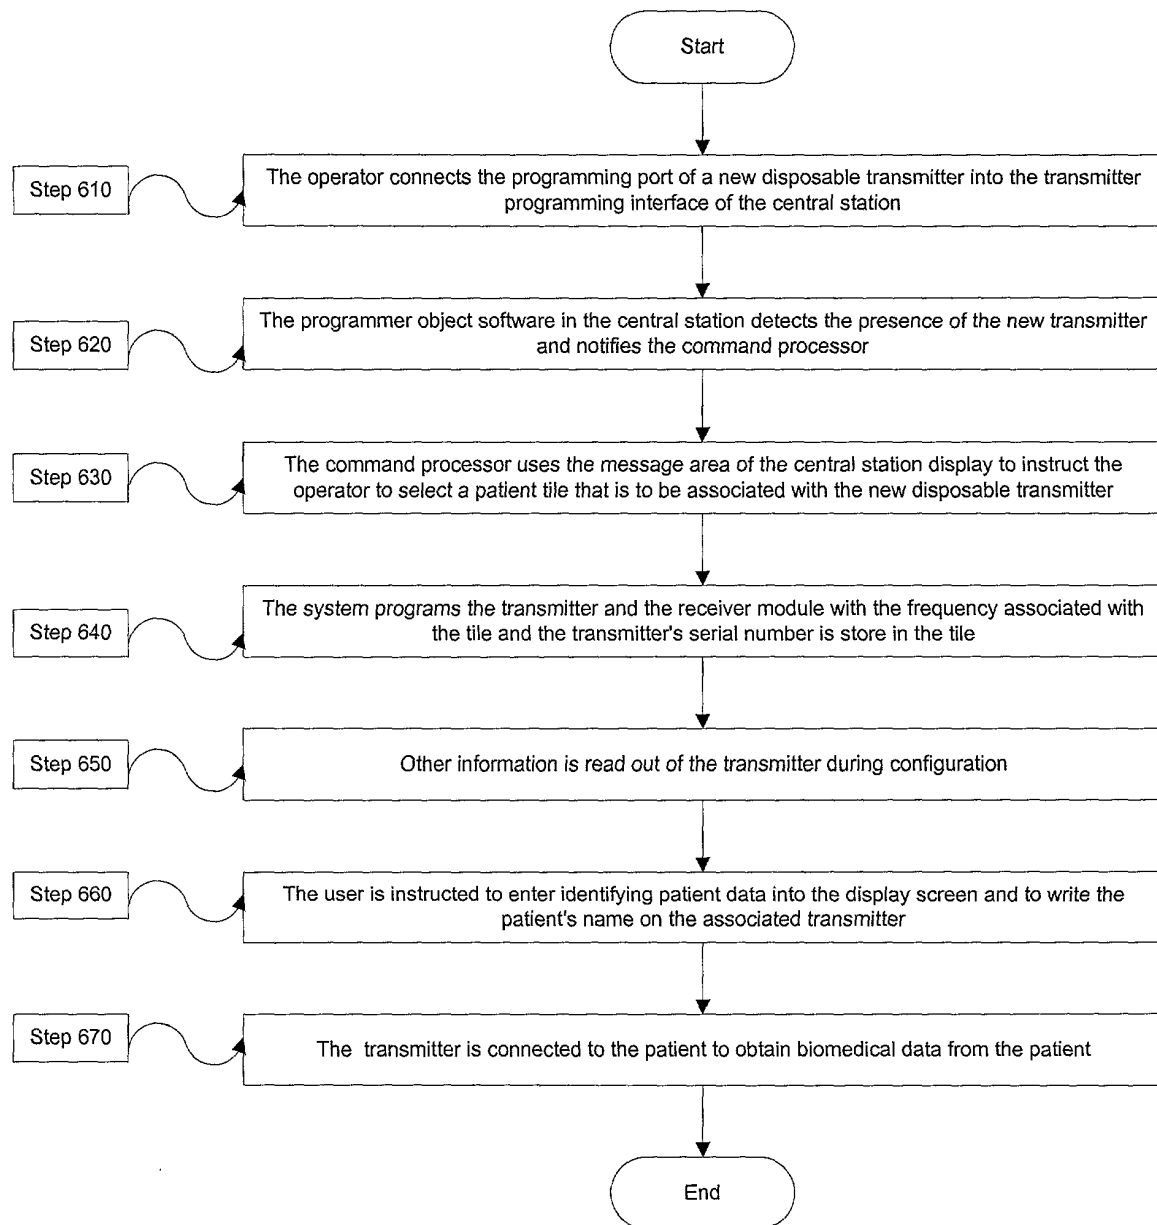 Start
Step 610
The operator connects the programming port of a new disposable transmitter into the transmitter
programming interface of the central station
Step 620
The programmer object software in the central station detects the presence of the new transmitter
and notifies the command processor
Step 630
The command processor uses the message area of the central station display to instruct the
operator to select a patient tile that is to be associated with the new disposable transmitter
Step 640
The system programs the transmitter and the receiver module with the frequency associated with
the tile and the transmitter's serial number is store in the tile
Step 650
Other information is read out of the transmitter during configuration
Step 660
The user is instructed to enter identifying patient data into the display screen and to write the
patient's name on the associated transmitter
Step 670
The transmitter is connected to the patient to obtain biomedical data from the patient
End